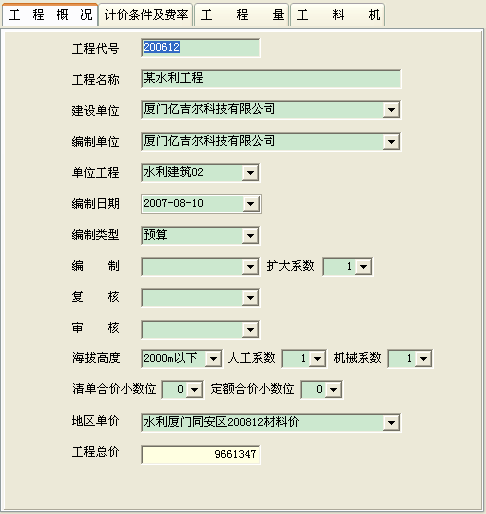 工 程 概 况 计价条件及费率 工 程 量 工 料 机
工程代号 200612
工程名称 某水利工程
建设单位 厦门亿吉尔科技有限公司
编制单位 厦门亿吉尔科技有限公司
单位工程 水利建筑02
编制日期 2007-08-10
编制类型 预算
编 制 扩大系数 1
复 核
审 核
海拔高度 2000m以下 人工系数 1 机械系数 1
清单合价小数位 0 定额合价小数位 0
地区单价 水利厦门同安区200812材料价
工程总价 9661347